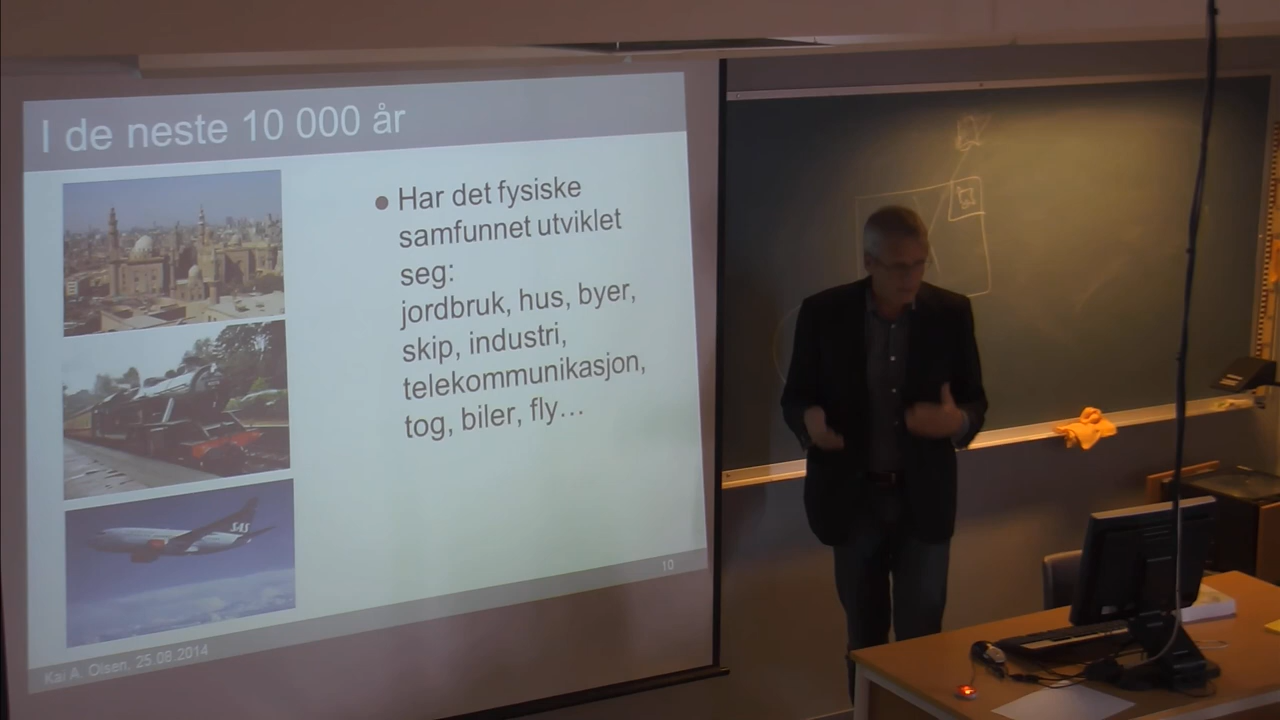 I de neste 10 000 år
Har det fysiske
samfunnet utviklet
seg:
jordbruk, hus, byer,
skip, industri,
telekommunikasjon,
tog, biler, fly…
SAS
10
Kai A. Olsen, 25.08.2014